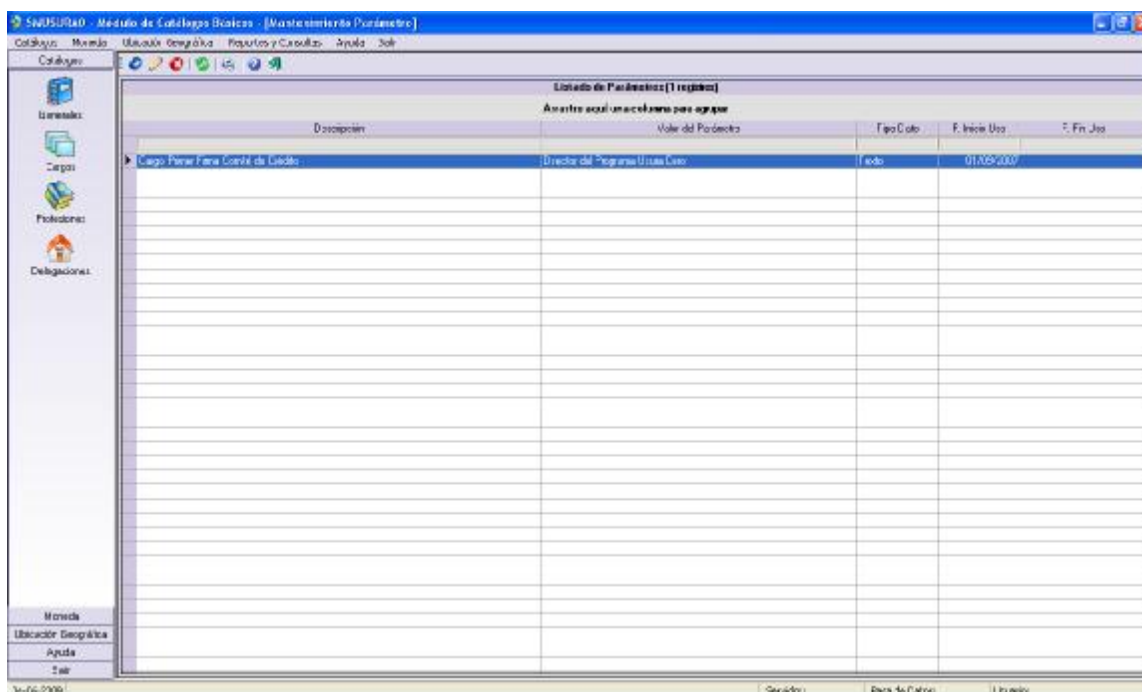 SMUSURA0 - Módulo de Catálogos Básicos - [Mantenimiento Parámetro]
Catálogos Moneda Ubicación Geográfica Reportes y Consultas Ayuda Salir
Catálogos
Generales
Cargos
Profesiones
Delegaciones
Listado de Parámetros [1 registros]
Arrastre aquí una columna para agrupar
Descripción Valor del Parámetro Tipo Dato F. Inicio Uso F. Fin Uso
Cargo Primer Firma Comité de Crédito Director del Programa Usura Cero Texto 01/09/2007
Moneda
Ubicación Geográfica
Ayuda
Salir
Servidor: Base de Datos: Usuario: